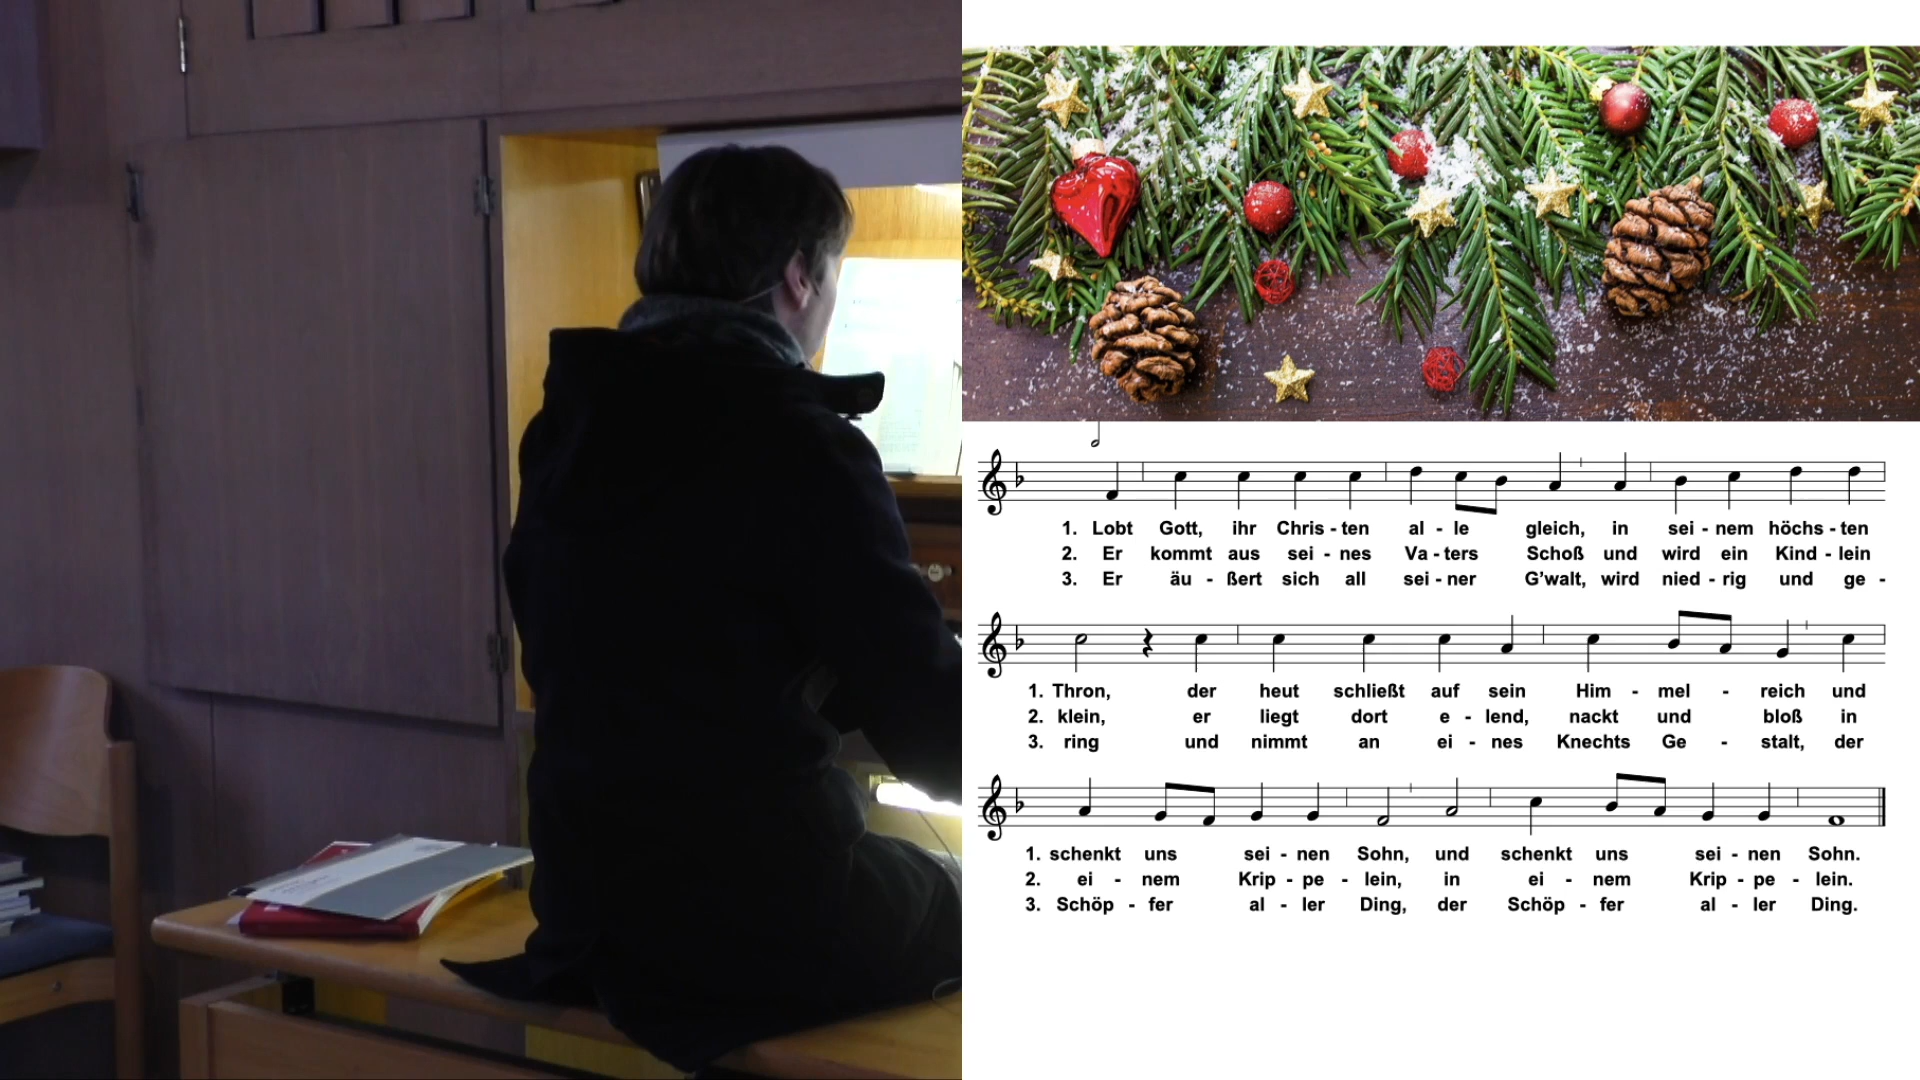 1. Lobt Gott, ihr Chris - ten al - le gleich, in sei - nem höchs - ten
2. Er kommt aus sei - nes Va - ters Schoß und wird ein Kind - lein
3. Er äu - ßert sich all sei - ner G'walt, wird nied - rig und ge -
1. Thron, der heut schließt auf sein Him - mel - reich und
2. klein, er liegt dort e - lend, nackt und bloß in
3. ring und nimmt an ei - nes Knechts Ge - stalt, der
1. schenkt uns sei - nen Sohn, und schenkt uns sei - nen Sohn.
2. ei - nem Krip - pe - lein, in ei - nem Krip - pe - lein.
3. Schöp - fer al - ler Ding, der Schöp - fer al - ler Ding.